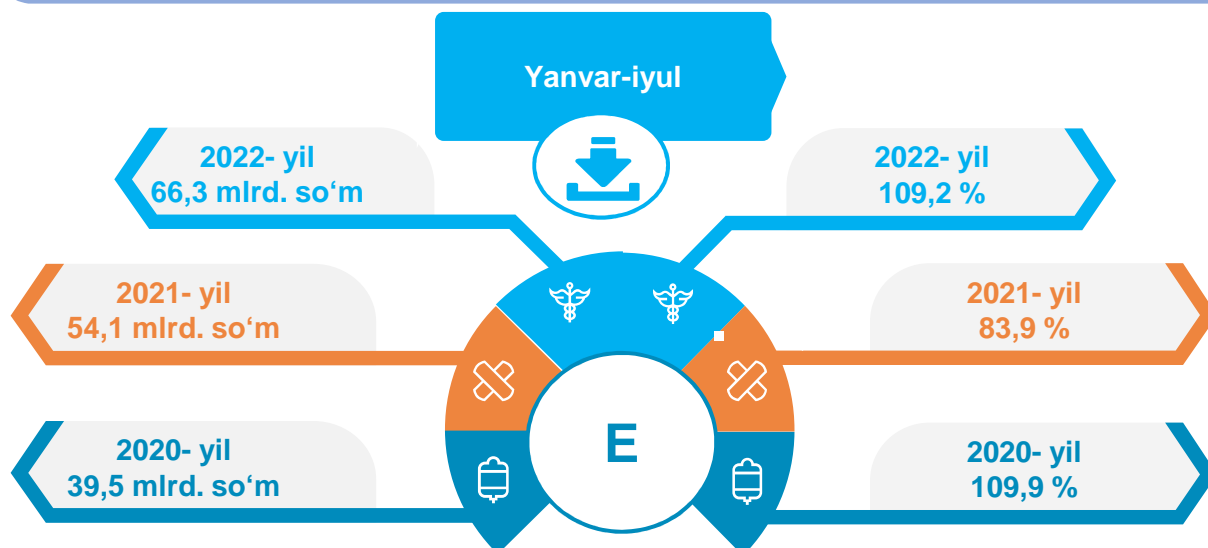 Yanvar-iyul
2022- yil
66,3 mlrd. so‘m
2022- yil
109,2 %
2021- yil
54,1 mlrd. so‘m
2021- yil
83,9 %
E
2020- yil
39,5 mlrd. so‘m
2020- yil
109,9 %